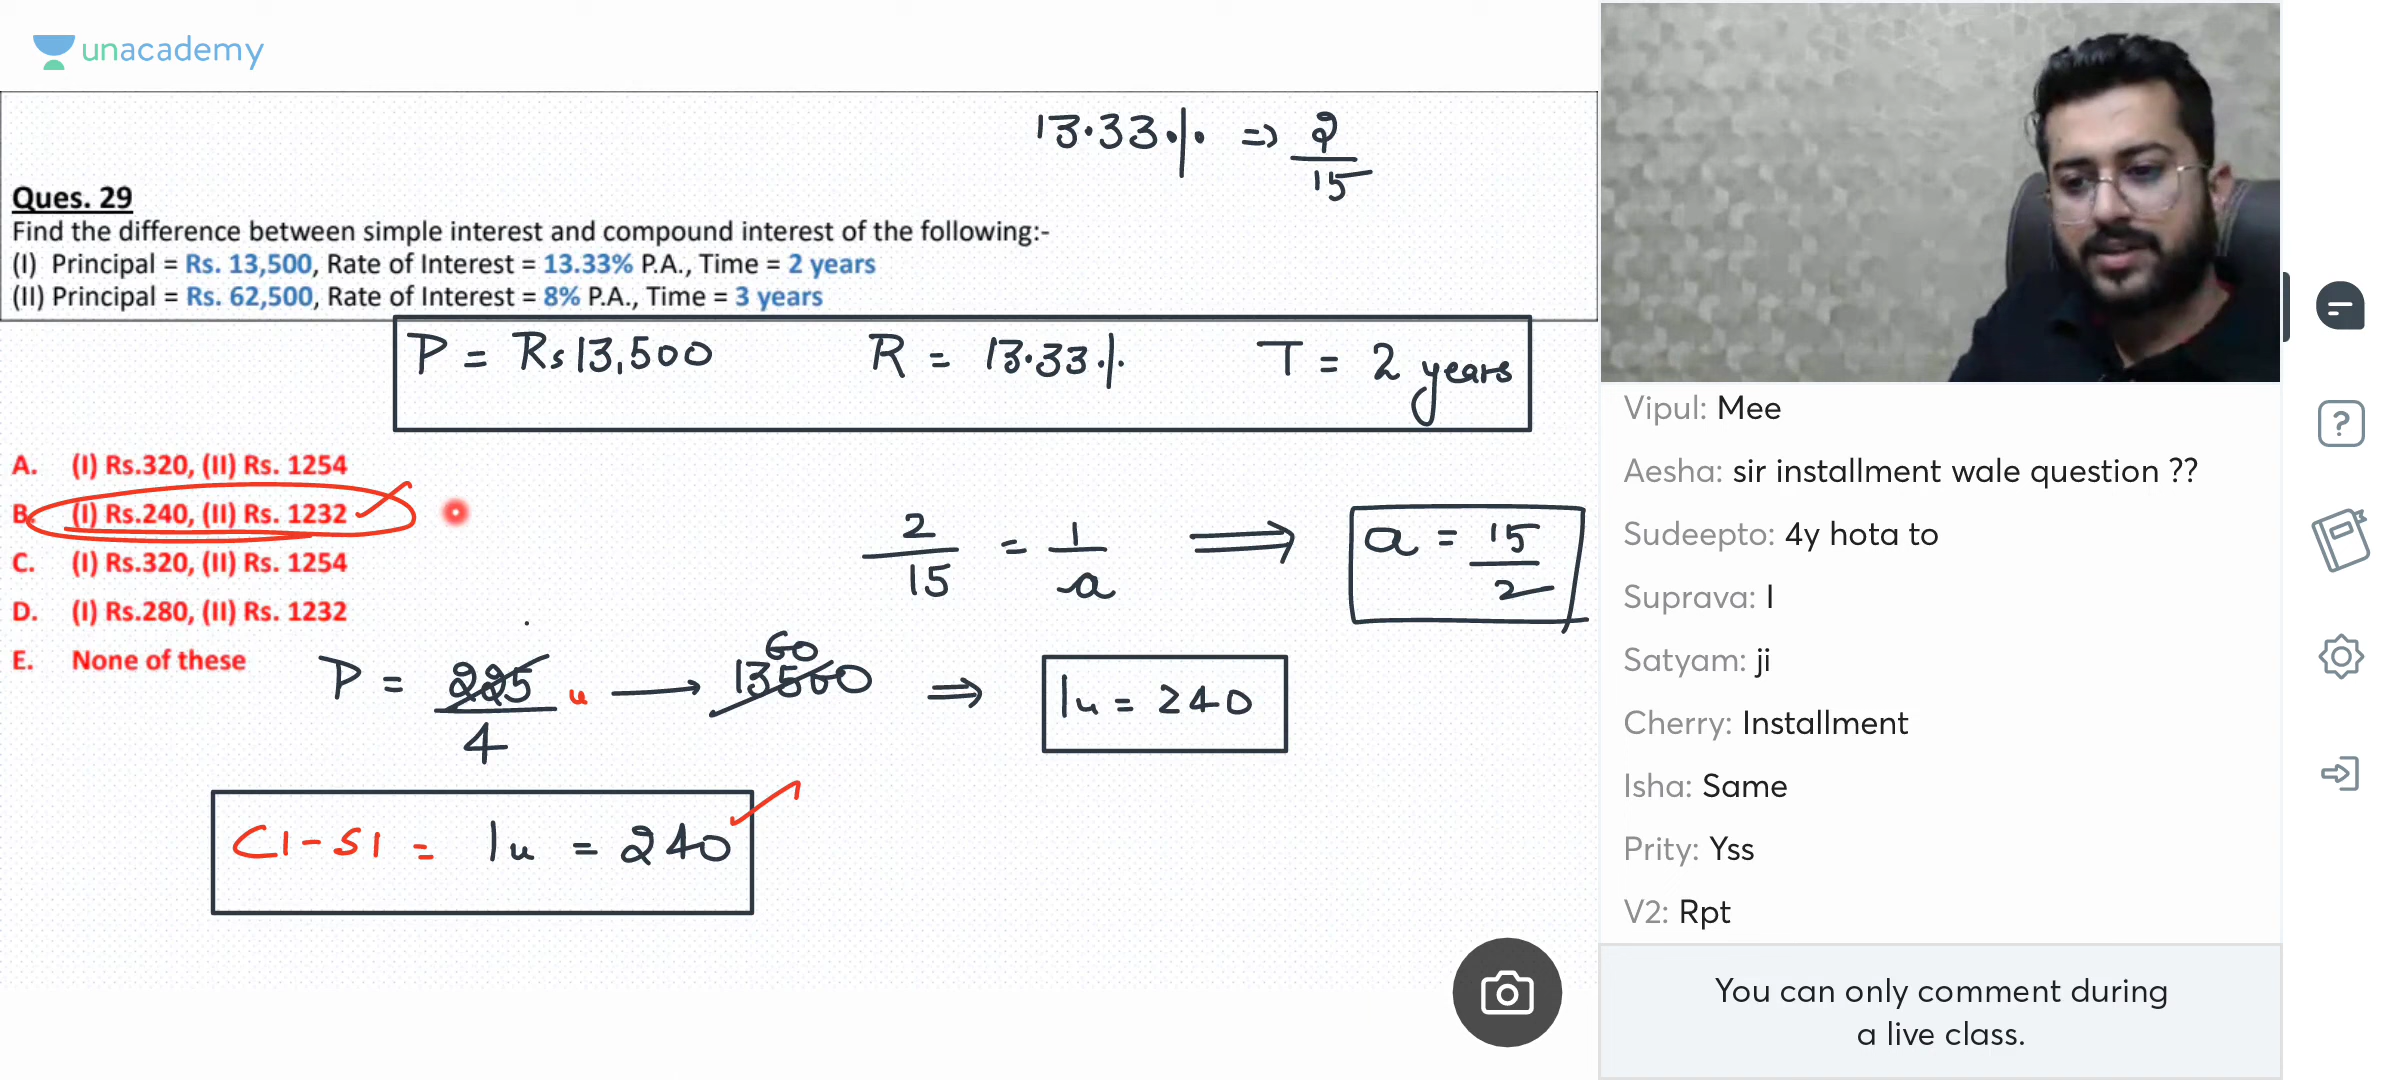 unacademy
13.33% => 2/15
Ques. 29
Find the difference between simple interest and compound interest of the following:-
(I) Principal = Rs. 13,500, Rate of Interest = 13.33% P.A., Time = 2 years
(II) Principal = Rs. 62,500, Rate of Interest = 8% P.A., Time = 3 years
P = Rs 13,500 R = 13.33% T = 2 years
A. (I) Rs.320, (II) Rs. 1254
B. (I) Rs.240, (II) Rs. 1232
C. (I) Rs.320, (II) Rs. 1254
D. (I) Rs.280, (II) Rs. 1232
E. None of these
2/15 = 1/a ⟹ a = 15/2
60
P = 225/4 u → 13500 ⇒ 1u = 240
CI-SI = 1u = 240
Vipul: Mee
Aesha: sir installment wale question ??
Sudeepto: 4y hota to
Suprava: I
Satyam: ji
Cherry: Installment
Isha: Same
Prity: Yss
V2: Rpt
You can only comment during
a live class.
?